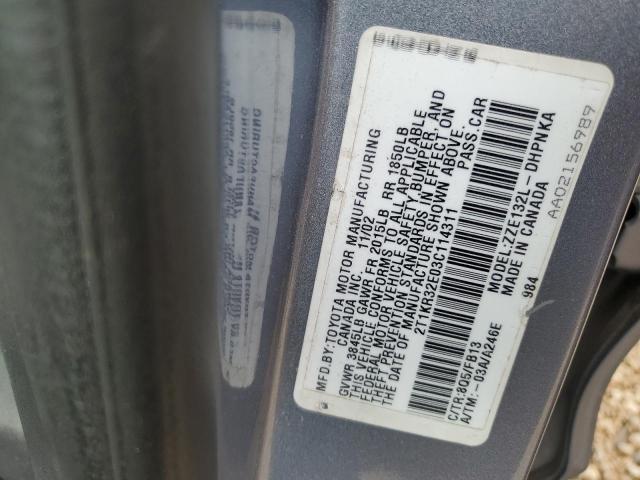 MFD.BY:TOYOTA MOTOR MANUFACTURING
CANADA INC. 11/02
GVWR 3845LB GAWR FR 2015LB RR 1850LB
THIS VEHICLE CONFORMS TO ALL APPLICABLE
FEDERAL MOTOR VEHICLE SAFETY, BUMPER, AND
THEFT PREVENTION STANDARDS IN EFFECT ON
THE DATE OF MANUFACTURE SHOWN ABOVE.
2T1KR32E03C114311 PASS.CAR
C/TR:8Q5/FB13 MODEL:ZZE132L-DHPNKA
A/TM:-03A/A246E MADE IN CANADA
984 AA02156989